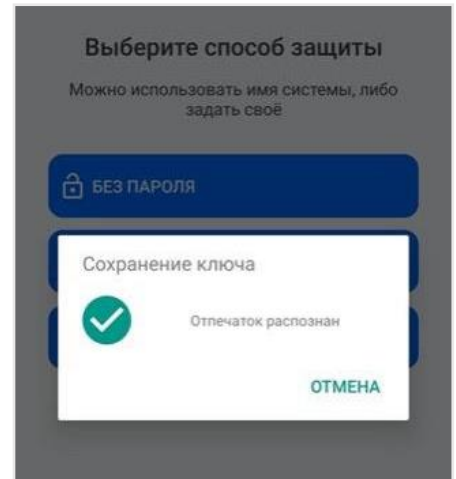 Выберите способ защиты
Можно использовать имя системы, либо
задать своё
БЕЗ ПАРОЛЯ
Сохранение ключа
Отпечаток распознан
ОТМЕНА